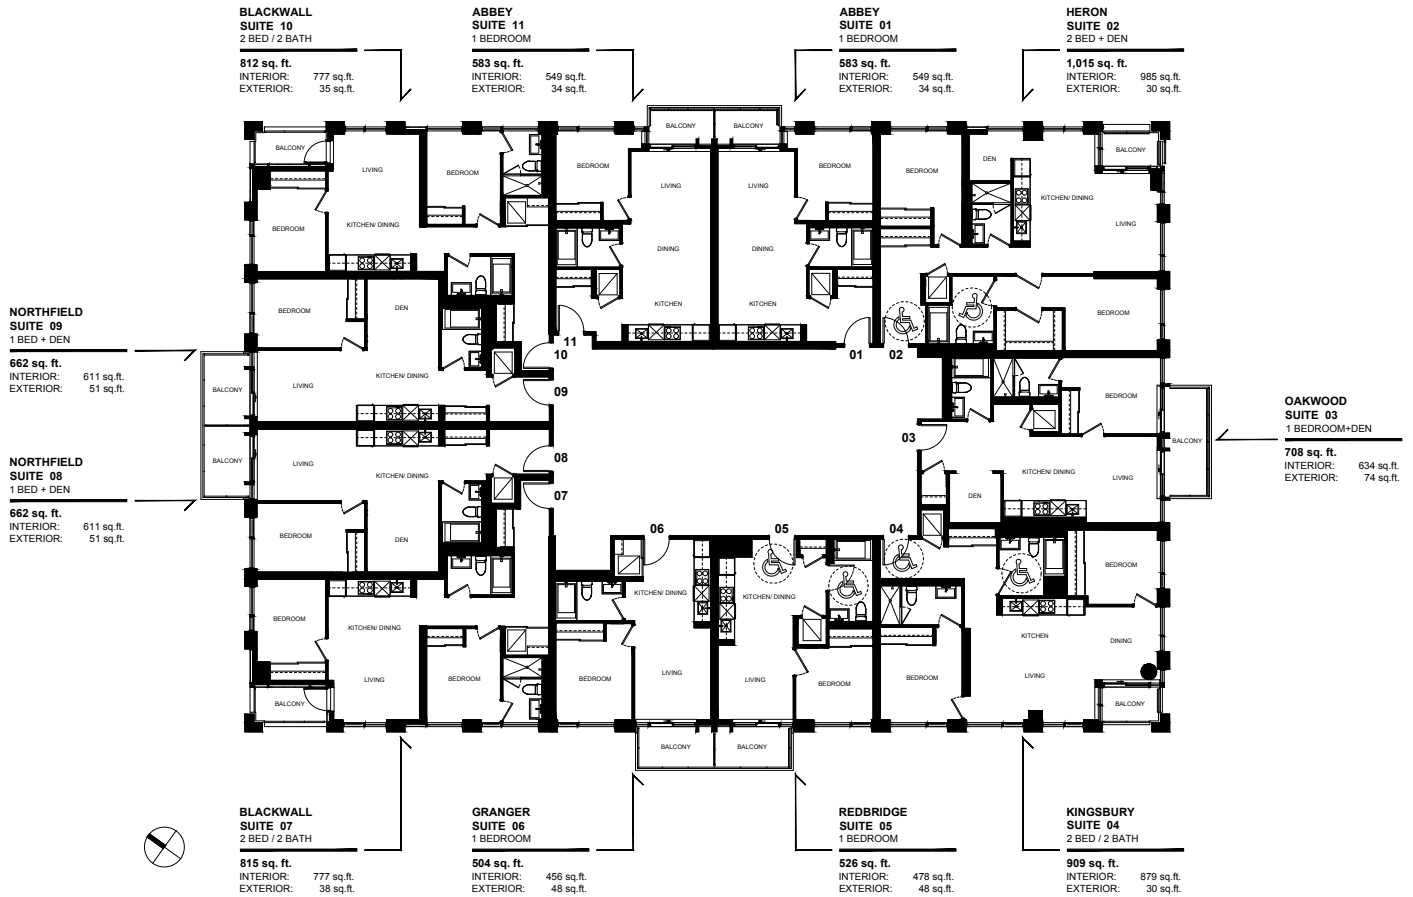 BLACKWALL
SUITE 10
2 BED / 2 BATH
812 sq. ft.
INTERIOR: 777 sq.ft.
EXTERIOR: 35 sq.ft.
ABBEY
SUITE 11
1 BEDROOM
583 sq. ft.
INTERIOR: 549 sq.ft.
EXTERIOR: 34 sq.ft.
ABBEY
SUITE 01
1 BEDROOM
583 sq. ft.
INTERIOR: 549 sq.ft.
EXTERIOR: 34 sq.ft.
HERON
SUITE 02
2 BED + DEN
1,015 sq. ft.
INTERIOR: 985 sq.ft.
EXTERIOR: 30 sq.ft.
BALCONY
LIVING
BEDROOM
KITCHEN/ DINING
BEDROOM
BALCONY
BEDROOM
LIVING
DINING
KITCHEN
11
10
BALCONY
BEDROOM
LIVING
DINING
KITCHEN
01
BEDROOM
DEN
BALCONY
KITCHEN/ DINING
LIVING
BEDROOM
02
NORTHFIELD
SUITE 09
1 BED + DEN
662 sq. ft.
INTERIOR: 611 sq.ft.
EXTERIOR: 51 sq.ft.
BEDROOM
DEN
BALCONY
LIVING
KITCHEN/ DINING
09
NORTHFIELD
SUITE 08
1 BED + DEN
662 sq. ft.
INTERIOR: 611 sq.ft.
EXTERIOR: 51 sq.ft.
BALCONY
LIVING
KITCHEN/ DINING
BEDROOM
DEN
08
07
OAKWOOD
SUITE 03
1 BEDROOM+DEN
708 sq. ft.
INTERIOR: 634 sq.ft.
EXTERIOR: 74 sq.ft.
BEDROOM
BALCONY
03
KITCHEN/ DINING
LIVING
DEN
BEDROOM
KITCHEN/ DINING
LIVING
BEDROOM
BALCONY
06
KITCHEN/ DINING
BEDROOM
LIVING
BALCONY
05
KITCHEN/ DINING
LIVING
BEDROOM
BALCONY
04
BEDROOM
KITCHEN
DINING
LIVING
BEDROOM
BALCONY
BLACKWALL
SUITE 07
2 BED / 2 BATH
815 sq. ft.
INTERIOR: 777 sq.ft.
EXTERIOR: 38 sq.ft.
GRANGER
SUITE 06
1 BEDROOM
504 sq. ft.
INTERIOR: 456 sq.ft.
EXTERIOR: 48 sq.ft.
REDBRIDGE
SUITE 05
1 BEDROOM
526 sq. ft.
INTERIOR: 478 sq.ft.
EXTERIOR: 48 sq.ft.
KINGSBURY
SUITE 04
2 BED / 2 BATH
909 sq. ft.
INTERIOR: 879 sq.ft.
EXTERIOR: 30 sq.ft.